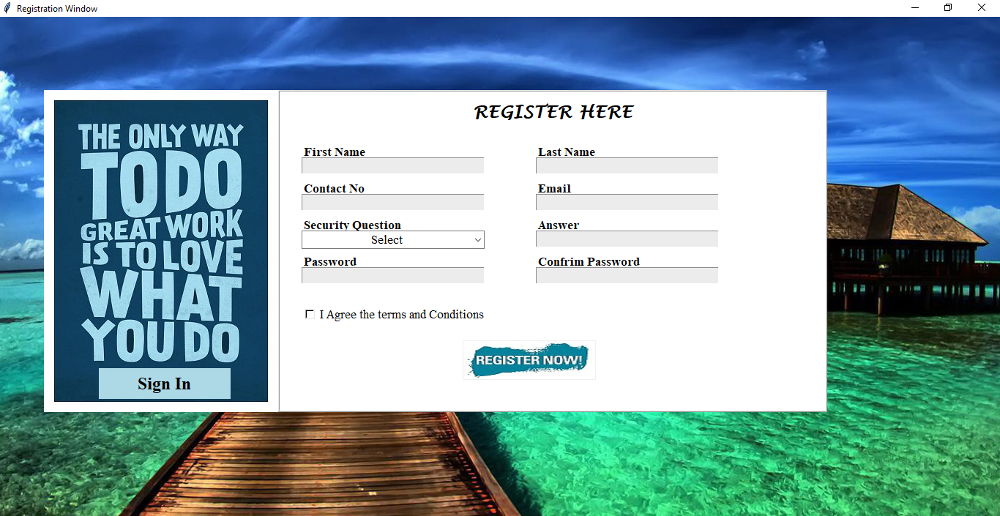 Registration Window
THE ONLY WAY
TO DO
GREAT WORK
IS TO LOVE
WHAT
YOU DO
Sign In
REGISTER HERE
First Name
Last Name
Contact No
Email
Security Question
Answer
Select
Password
Confrim Password
I Agree the terms and Conditions
REGISTER NOW!